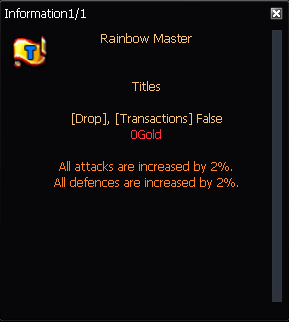 Information1/1
Rainbow Master
T
Titles
[Drop], [Transactions] False
0Gold
All attacks are increased by 2%.
All defences are increased by 2%.